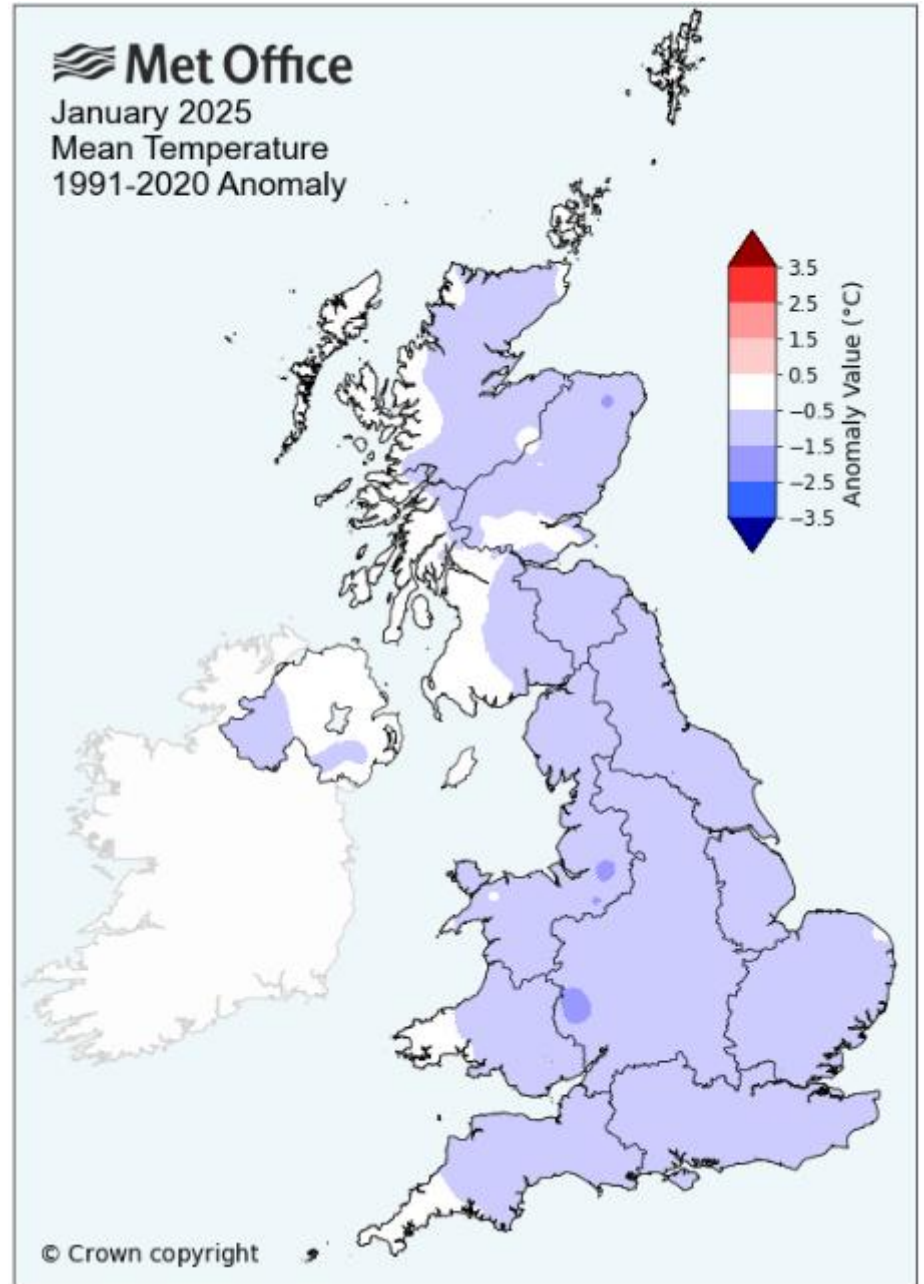 Met Office
January 2025
Mean Temperature
1991-2020 Anomaly
3.5
2.5
1.5
0.5
−0.5
−1.5
−2.5
−3.5
Anomaly Value (°C)
© Crown copyright